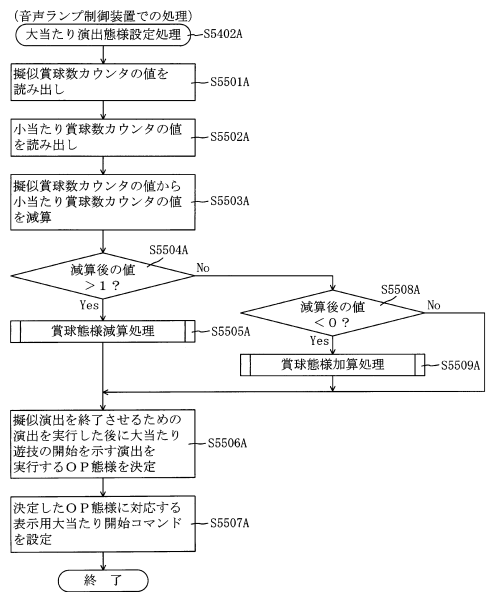 (音声ランプ制御装置での処理)
大当たり演出態様設定処理
S5402A
擬似賞球数カウンタの値を
読み出し
S5501A
小当たり賞球数カウンタの値
を読み出し
S5502A
擬似賞球数カウンタの値から
小当たり賞球数カウンタの値
を減算
S5503A
減算後の値
>1?
S5504A
No
Yes
減算後の値
<0?
S5508A
No
Yes
賞球態様減算処理
S5505A
賞球態様加算処理
S5509A
擬似演出を終了させるための
演出を実行した後に大当たり
遊技の開始を示す演出を
実行するOP態様を決定
S5506A
決定したOP態様に対応する
表示用大当たり開始コマンド
を設定
S5507A
終 了